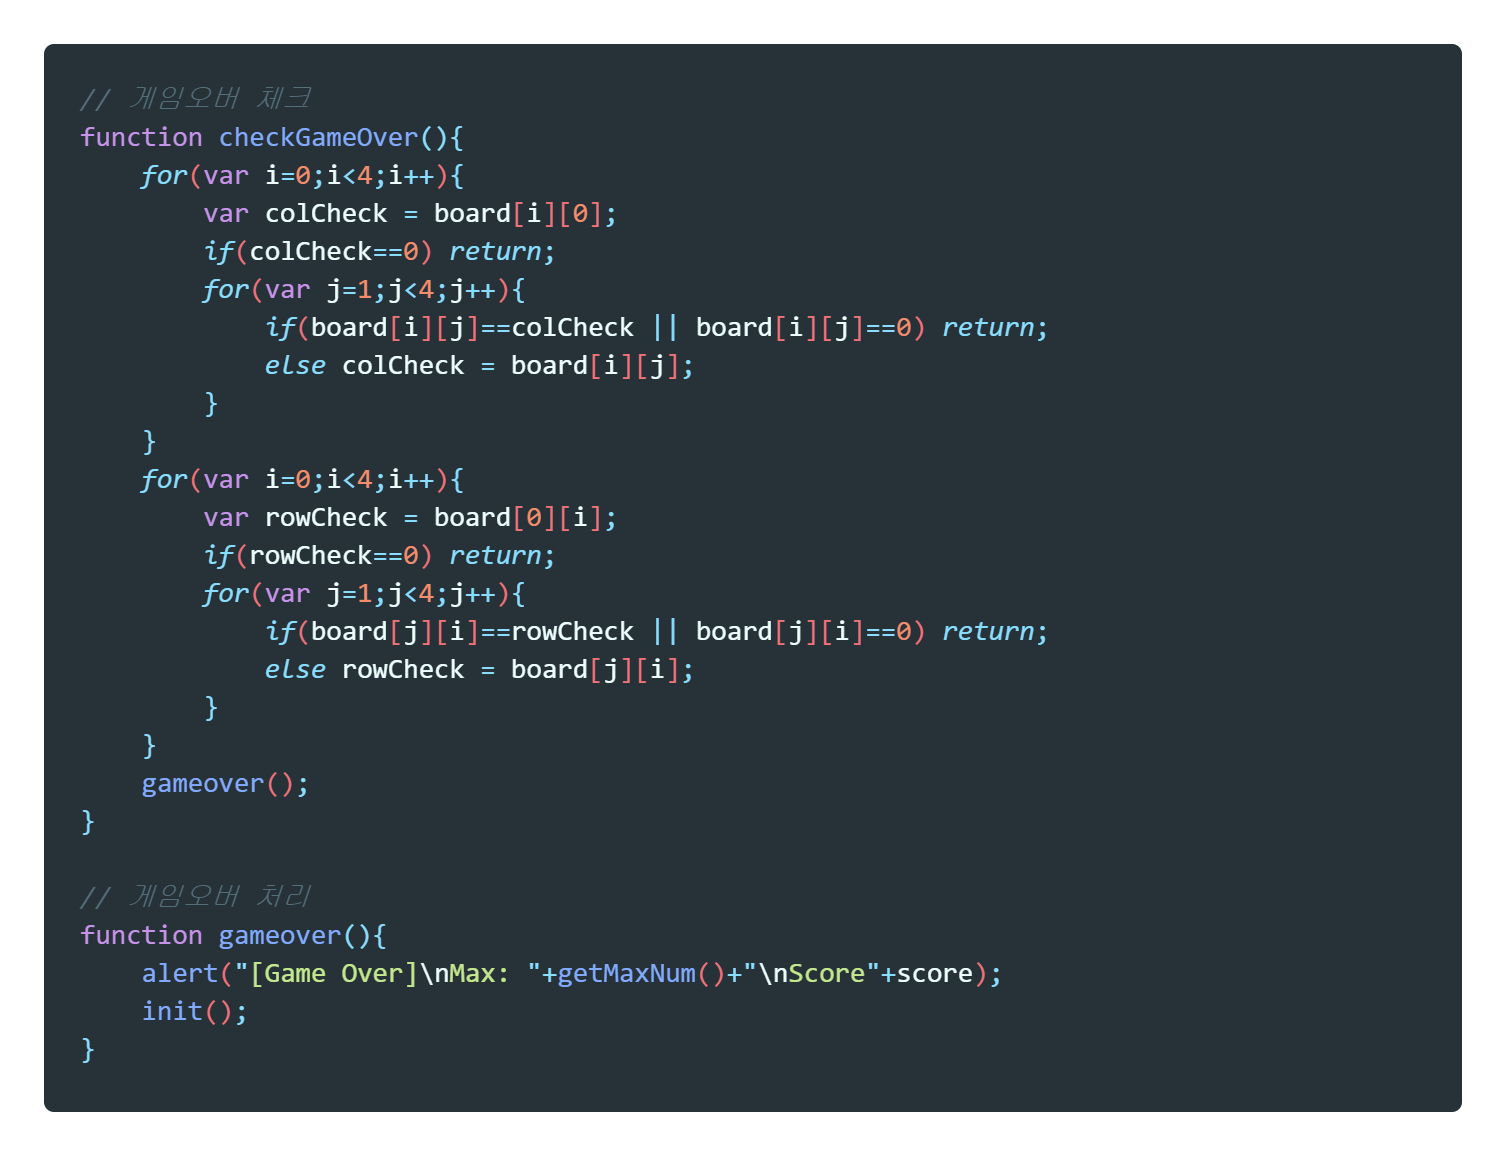 // 게임오버 체크
function checkGameOver(){
    for(var i=0;i<4;i++){
        var colCheck = board[i][0];
        if(colCheck==0) return;
        for(var j=1;j<4;j++){
            if(board[i][j]==colCheck || board[i][j]==0) return;
            else colCheck = board[i][j];
        }
    }
    for(var i=0;i<4;i++){
        var rowCheck = board[0][i];
        if(rowCheck==0) return;
        for(var j=1;j<4;j++){
            if(board[j][i]==rowCheck || board[j][i]==0) return;
            else rowCheck = board[j][i];
        }
    }
    gameover();
}

// 게임오버 처리
function gameover(){
    alert("[Game Over]\nMax: "+getMaxNum()+"\nScore"+score);
    init();
}